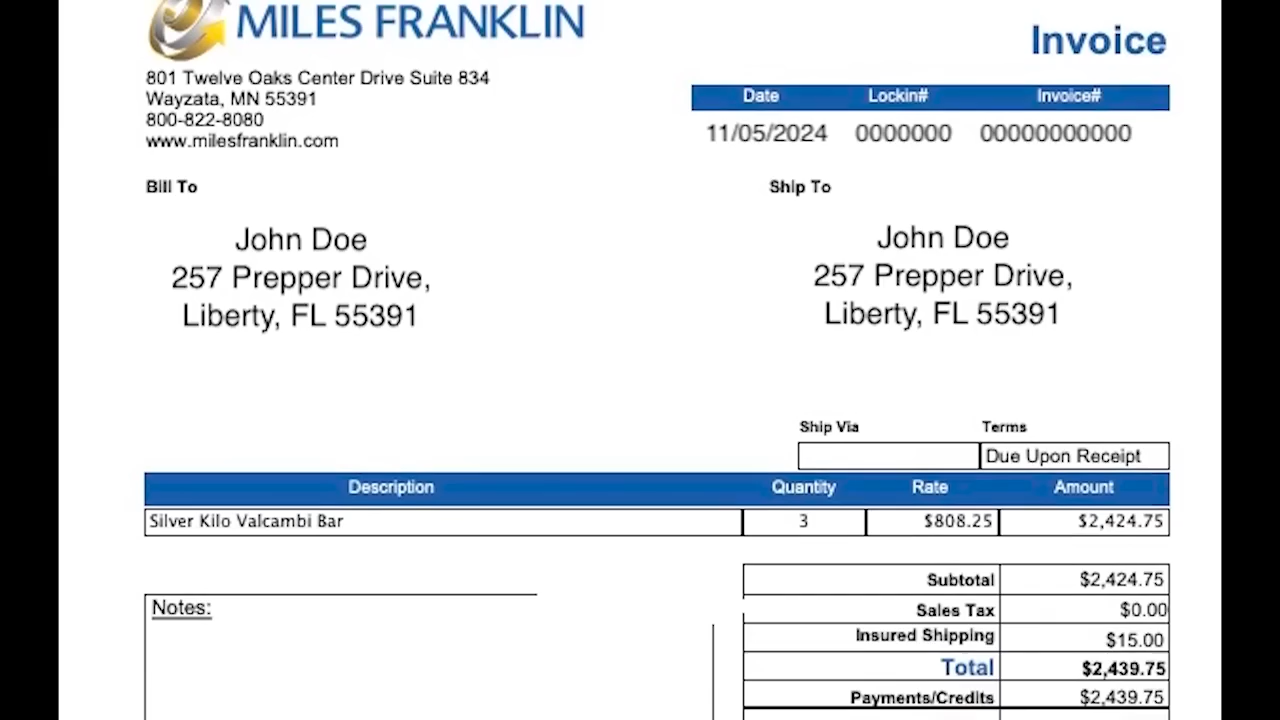 MILES FRANKLIN
Invoice
801 Twelve Oaks Center Drive Suite 834
Wayzata, MN 55391
800-822-8080
www.milesfranklin.com
Date Lockin# Invoice#
11/05/2024 0000000 00000000000
Bill To
Ship To
John Doe
257 Prepper Drive,
Liberty, FL 55391
John Doe
257 Prepper Drive,
Liberty, FL 55391
Ship Via Terms
Due Upon Receipt
Description Quantity Rate Amount
Silver Kilo Valcambi Bar 3 $808.25 $2,424.75
Subtotal $2,424.75
Sales Tax $0.00
Insured Shipping $15.00
Total $2,439.75
Payments/Credits $2,439.75
Notes: